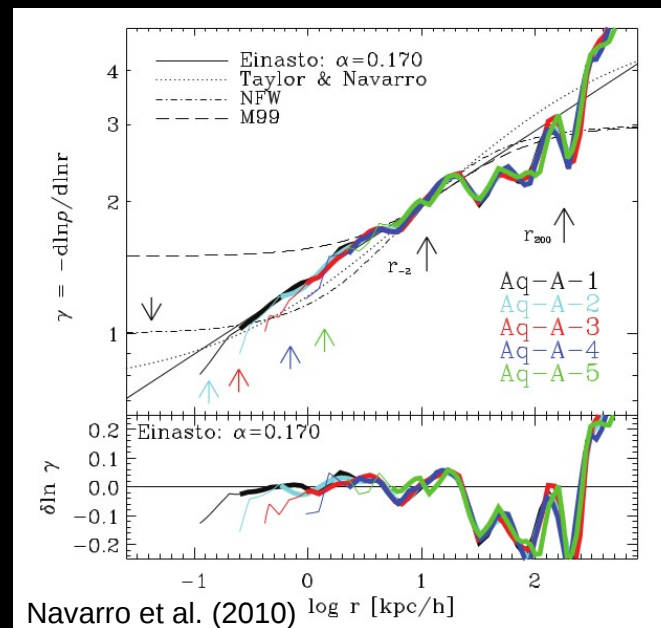 Einasto: α=0.170
Taylor & Navarro
NFW
M99
4
3
2
1
γ = -dlnρ/dlnr
r₋₂
r₂₀₀
Aq-A-1
Aq-A-2
Aq-A-3
Aq-A-4
Aq-A-5
Einasto: α=0.170
0.2
0.1
0.0
-0.1
-0.2
δln γ
-1 0 1 2
log r [kpc/h]
Navarro et al. (2010)